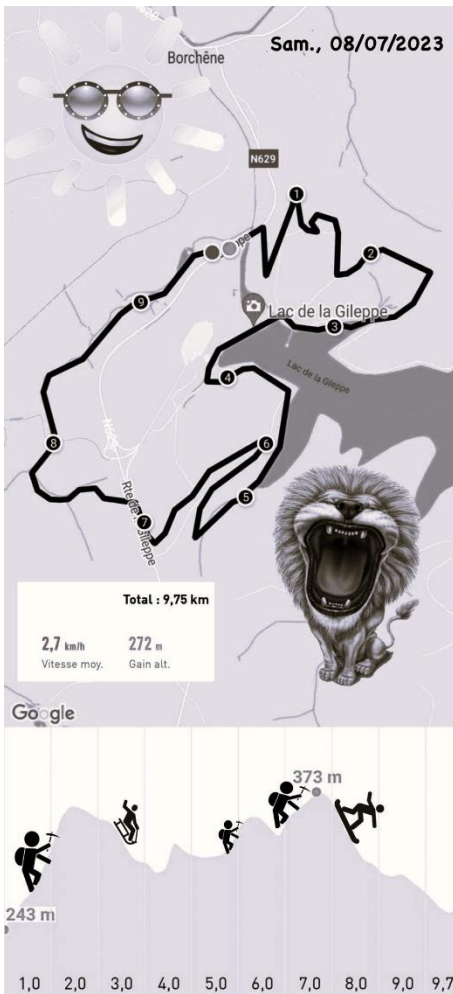 Sam., 08/07/2023
Borchêne
N629
1
2
Lac de la Gileppe
3
9
Lac de la Gileppe
4
8
6
5
7
Rte de la Gileppe
Total : 9,75 km
2,7 km/h
272 m
Vitesse moy.
Gain alt.
Google
373 m
243 m
1,0 2,0 3,0 4,0 5,0 6,0 7,0 8,0 9,0 9,7